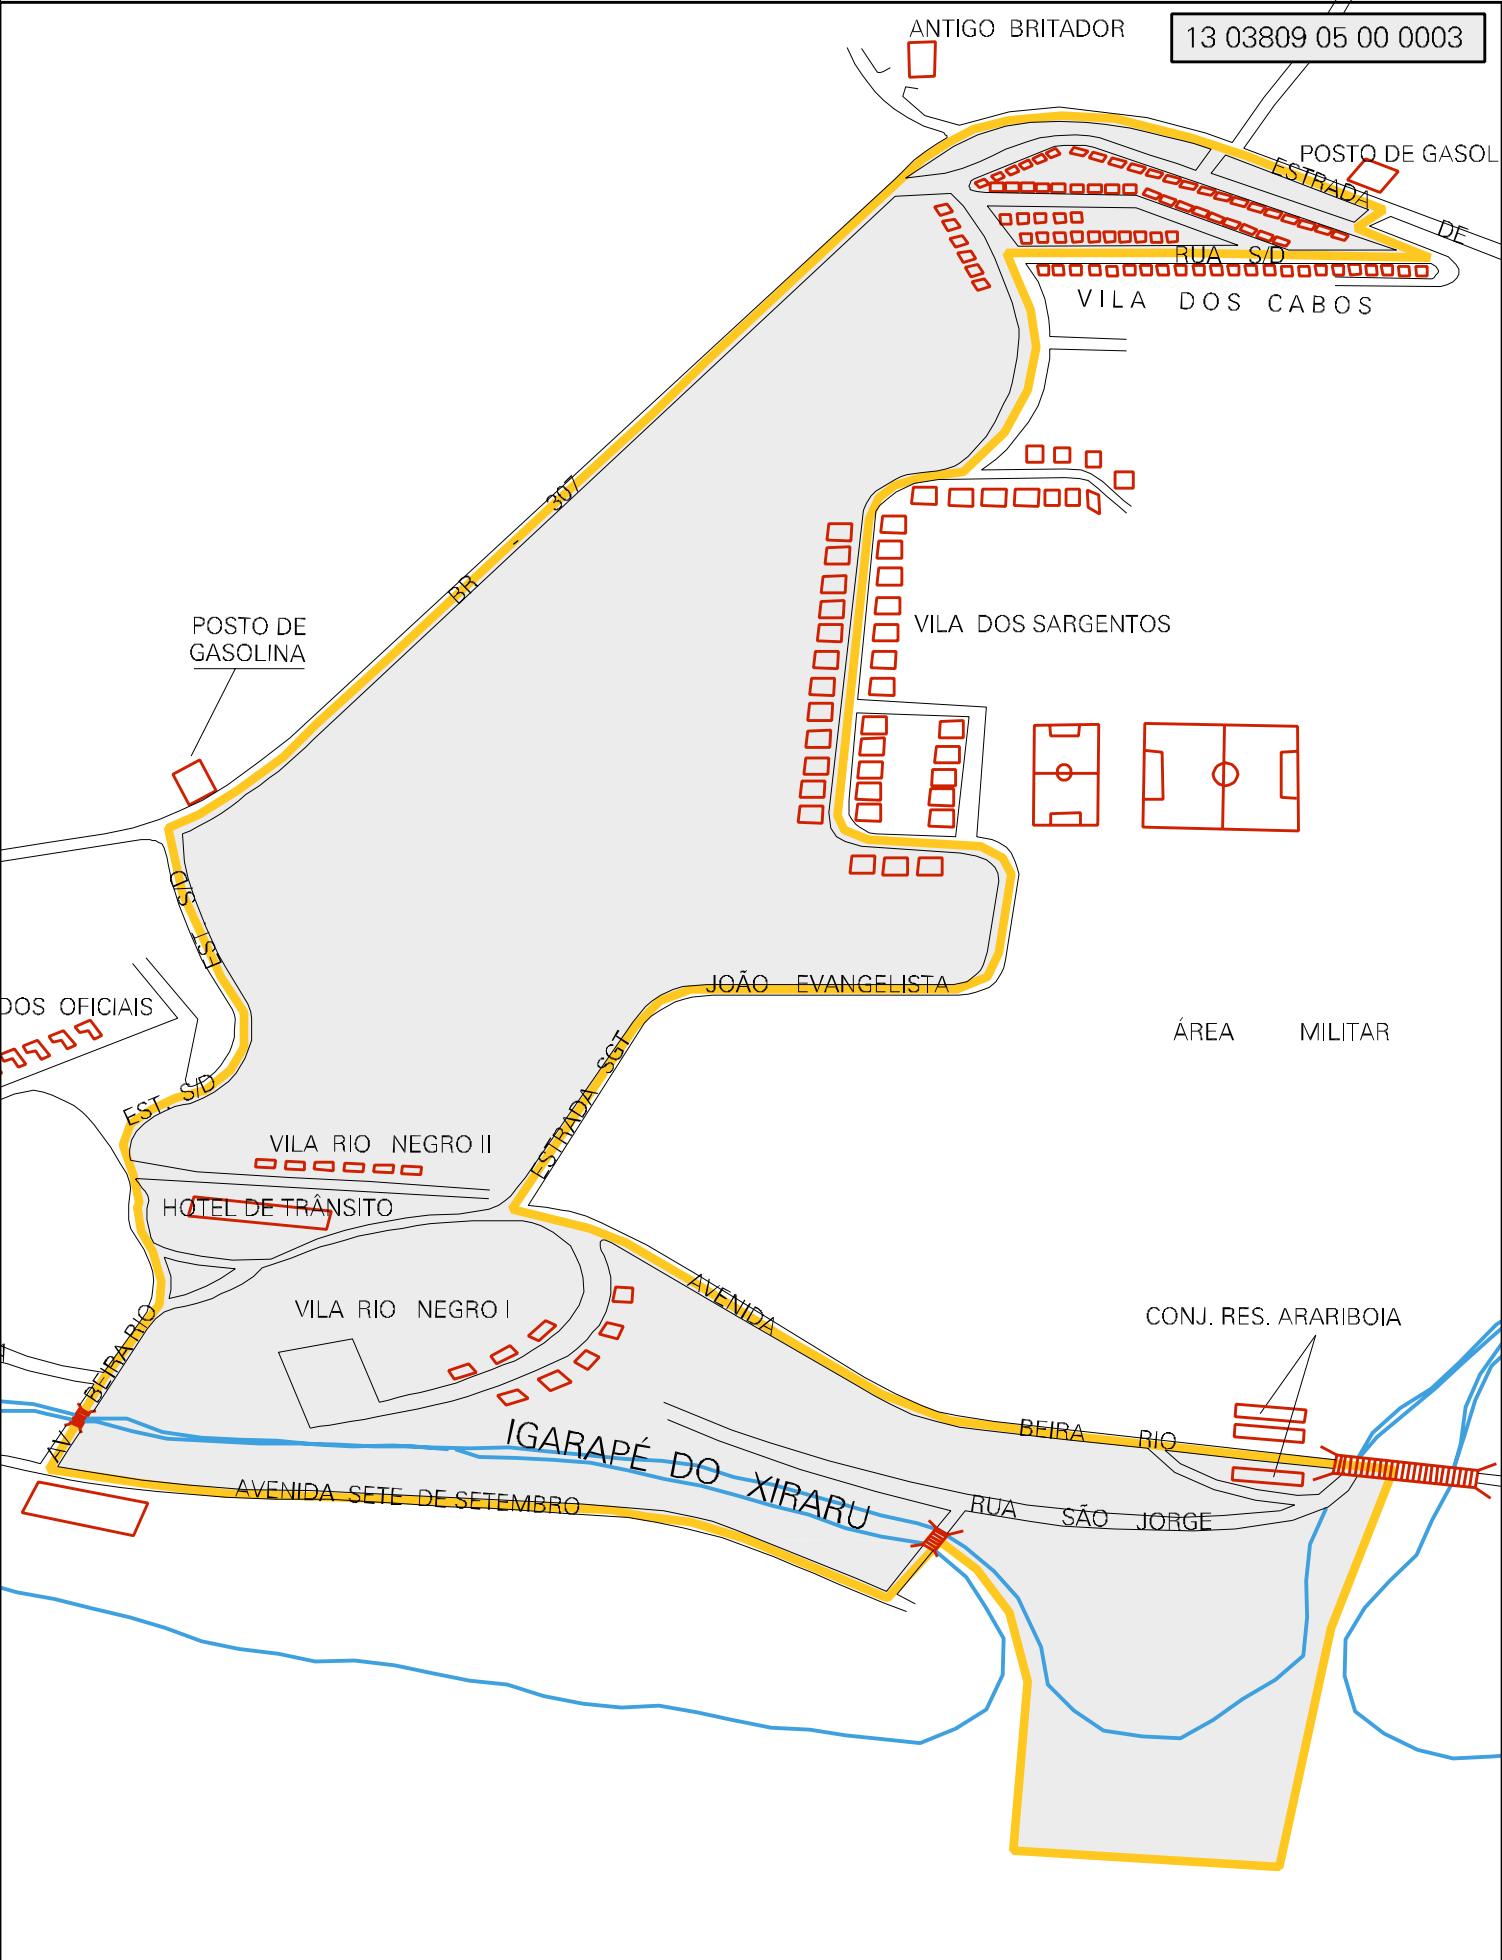 ANTIGO BRITADOR
13 03809 05 00 0003
POSTO DE GASOL
ESTRADA DE
RUA S/D
VILA DOS CABOS
BR - 307
POSTO DE
GASOLINA
VILA DOS SARGENTOS
EST. S/D
JOÃO EVANGELISTA
DOS OFICIAIS
ÁREA MILITAR
ESTRADA SGT
EST. S/D
VILA RIO NEGRO II
HOTEL DE TRÂNSITO
AVENIDA
VILA RIO NEGRO I
CONJ. RES. ARARIBOIA
AV BEIRA RIO
BEIRA RIO
IGARAPÉ DO XIRARU
AVENIDA SETE DE SETEMBRO
RUA SÃO JORGE